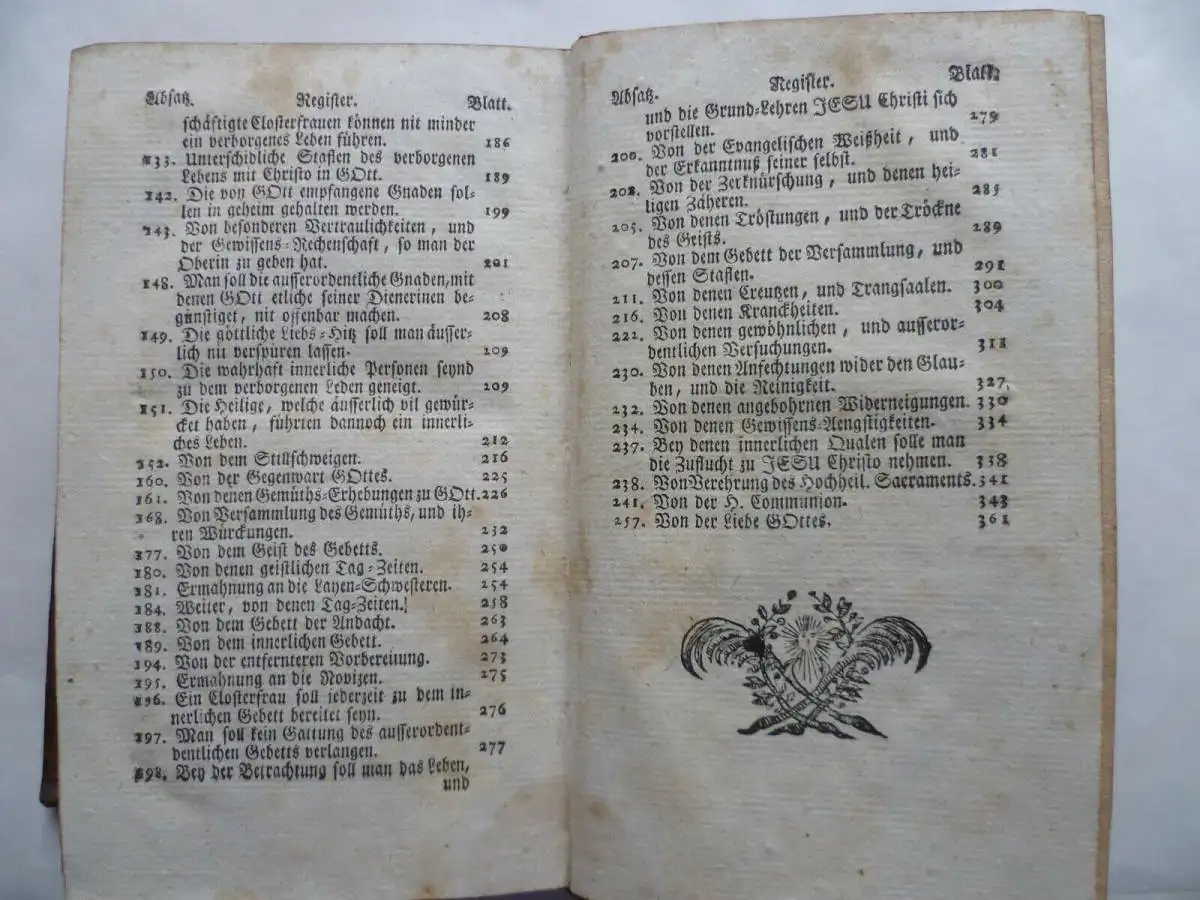 Absatz. Register. Blatt.
schäftigte Closterfrauen können nit minder
ein verborgenes Leben führen. 186
133. Unterschidliche Staflen des verborgenen
Lebens mit Christo in GOtt. 189
142. Die von GOtt empfangene Gnaden sol-
len in geheim gehalten werden. 199
143. Von besonderen Vertraulichkeiten, und
der Gewissens-Rechenschaft, so man der
Oberin zu geben hat. 201
148. Man soll die ausserordentliche Gnaden, mit
denen GOtt etliche seiner Dienerinen be-
günstiget, nit offenbar machen. 208
149. Die göttliche Liebs-Hitz soll man äusser-
lich nit verspüren lassen. 209
150. Die wahrhaft innerliche Personen seynd
zu dem verborgenen Leben geneigt. 209
151. Die Heilige, welche äusserlich vil gewür-
cket haben, führten dannoch ein innerli-
ches Leben. 212
152. Von dem Stillschweigen. 216
160. Von der Gegenwart GOttes. 225
161. Von denen Gemüths-Erhebungen zu GOtt. 226
168. Von Versammlung des Gemüths, und ih-
ren Würckungen. 232
177. Von dem Geist des Gebetts. 250
180. Von denen geistlichen Tag-Zeiten. 254
181. Ermahnung an die Layen-Schwesteren. 254
184. Weiter, von denen Tag-Zeiten. 258
188. Von dem Gebett der Andacht. 263
189. Von dem innerlichen Gebett. 264
194. Von der entfernteren Vorbereitung. 273
195. Ermahnung an die Novizen. 275
196. Ein Closterfrau soll jederzeit zu dem in-
nerlichen Gebett bereitet seyn. 276
197. Man soll kein Gattung des ausserordent-
dentlichen Gebetts verlangen. 277
198. Bey der Betrachtung soll man das Leben,
und
Absatz. Register. Blatt.
und die Grund-Lehren JESU Christi sich
vorstellen. 279
200. Von der Evangelischen Weißheit, und
der Erkanntnuß seiner selbst. 281
202. Von der Zerknürschung, und denen hei-
ligen Zäheren. 285
205. Von denen Tröstungen, und der Tröckne
des Geists. 289
207. Von dem Gebett der Versammlung, und
dessen Staflen. 291
211. Von denen Creutzen, und Trangsaalen. 300
216. Von denen Kranckheiten. 304
222. Von denen gewöhnlichen, und ausseror-
dentlichen Versuchungen. 311
230. Von denen Anfechtungen wider den Glau-
ben, und die Reinigkeit. 327
232. Von denen angebohrnen Widerneigungen. 330
234. Von denen Gewissens-Aengstigkeiten. 334
237. Bey denen innerlichen Qualen solle man
die Zuflucht zu JESU Christo nehmen. 338
238. Von Verehrung des Hochheil. Sacraments. 341
241. Von der H. Communion. 343
257. Von der Liebe GOttes. 361